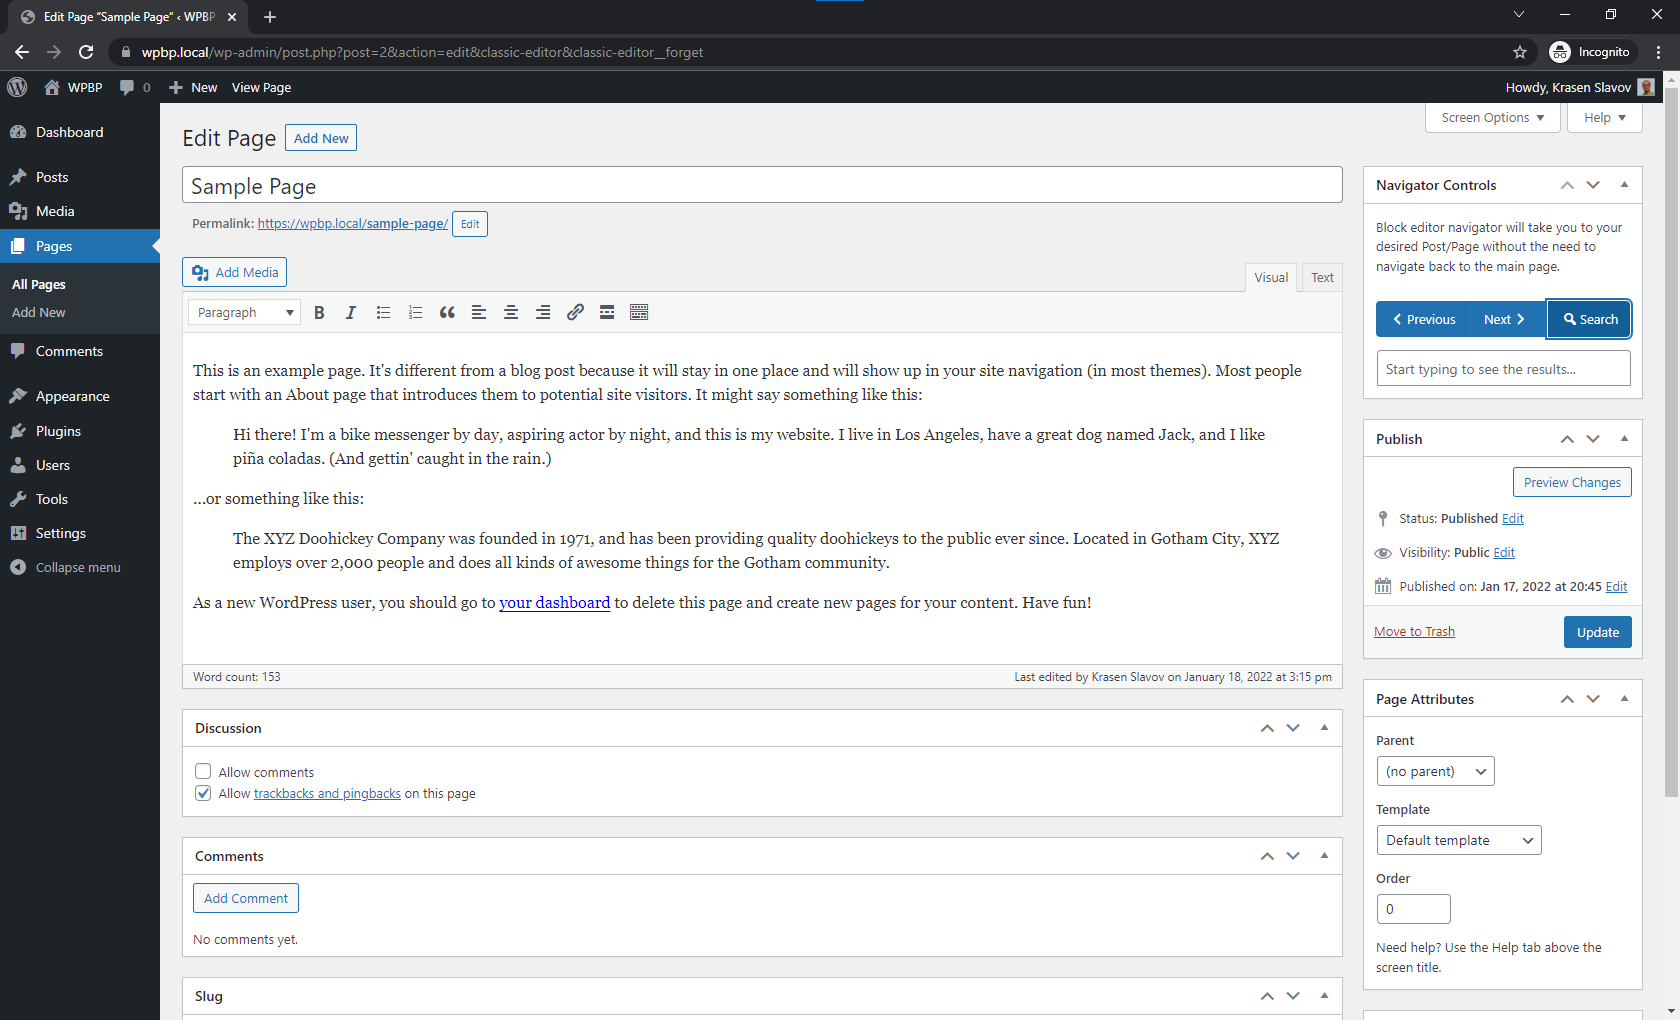 Edit Page “Sample Page” ‹ WPBP
wpbp.local/wp-admin/post.php?post=2&action=edit&classic-editor&classic-editor__forget
Incognito
WPBP
0
New
View Page
Howdy, Krasen Slavov
Dashboard
Posts
Media
Pages
All Pages
Add New
Comments
Appearance
Plugins
Users
Tools
Settings
Collapse menu
Screen Options
Help
Edit Page
Add New
Sample Page
Permalink: https://wpbp.local/sample-page/ Edit
Add Media
Visual
Text
Paragraph
B
I
This is an example page. It's different from a blog post because it will stay in one place and will show up in your site navigation (in most themes). Most people
start with an About page that introduces them to potential site visitors. It might say something like this:
Hi there! I'm a bike messenger by day, aspiring actor by night, and this is my website. I live in Los Angeles, have a great dog named Jack, and I like
piña coladas. (And gettin' caught in the rain.)
...or something like this:
The XYZ Doohickey Company was founded in 1971, and has been providing quality doohickeys to the public ever since. Located in Gotham City, XYZ
employs over 2,000 people and does all kinds of awesome things for the Gotham community.
As a new WordPress user, you should go to your dashboard to delete this page and create new pages for your content. Have fun!
Word count: 153
Last edited by Krasen Slavov on January 18, 2022 at 3:15 pm
Discussion
Allow comments
Allow trackbacks and pingbacks on this page
Comments
Add Comment
No comments yet.
Slug
Navigator Controls
Block editor navigator will take you to your
desired Post/Page without the need to
navigate back to the main page.
Previous
Next
Search
Start typing to see the results...
Publish
Preview Changes
Status: Published Edit
Visibility: Public Edit
Published on: Jan 17, 2022 at 20:45 Edit
Move to Trash
Update
Page Attributes
Parent
(no parent)
Template
Default template
Order
0
Need help? Use the Help tab above the
screen title.